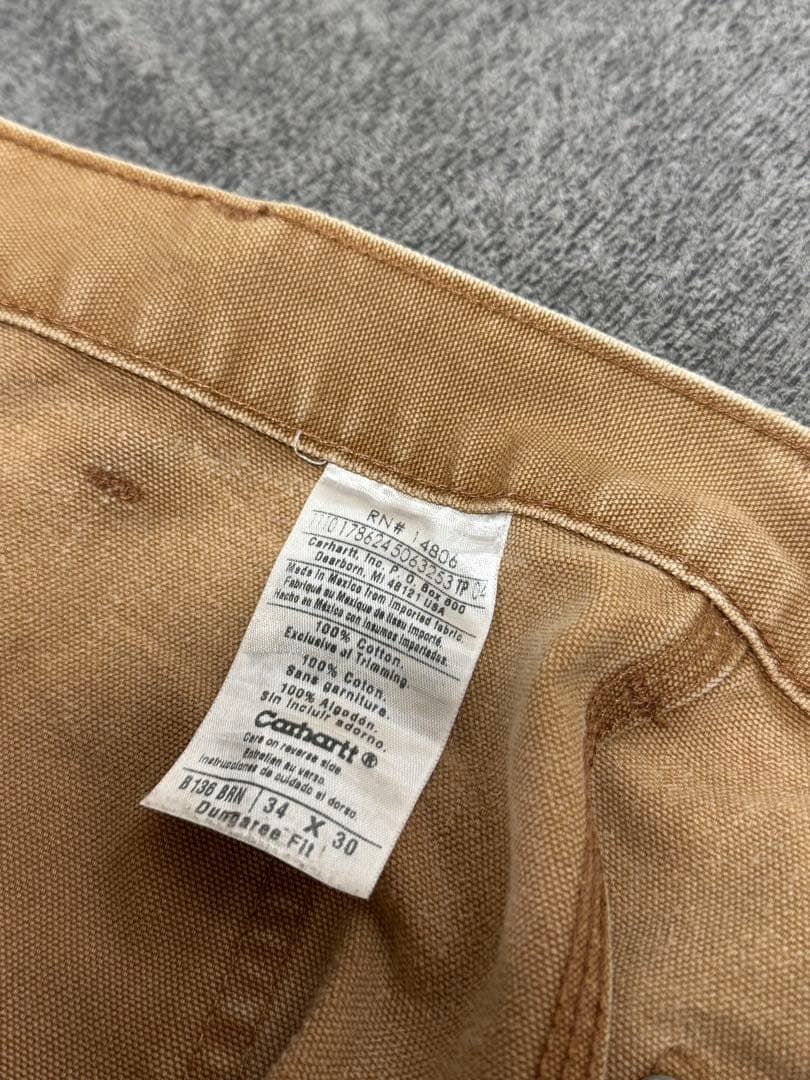 RN# 14806
Carhartt, Inc. P. O. Box 600
Dearborn, MI 48121 USA
Made in Mexico from imported fabric.
Fabriqué au Mexique de tissu importé.
Hecho en México con insumos importados.
100% Cotton.
Exclusive of Trimming.
100% Coton.
Sans garniture.
100% Algodón.
Sin incluir adorno.
Carhartt®
Care on reverse side
Entretien au verso.
Instrucciones de cuidado al dorso.
B136 BRN 34 X 30
Dungaree Fit